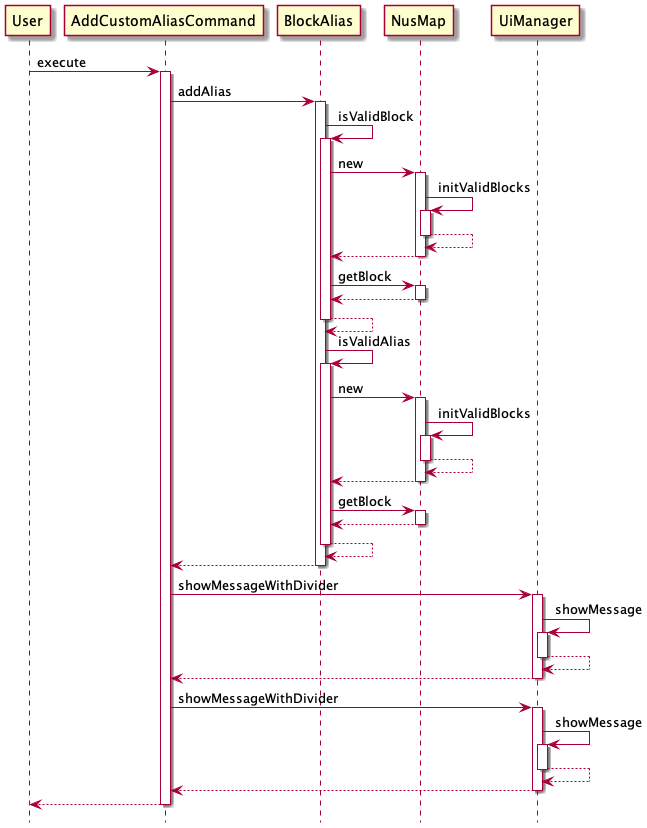 User AddCustomAliasCommand BlockAlias NusMap UiManager
execute
addAlias
isValidBlock
new
initValidBlocks
getBlock
isValidAlias
new
initValidBlocks
getBlock
showMessageWithDivider
showMessage
showMessageWithDivider
showMessage